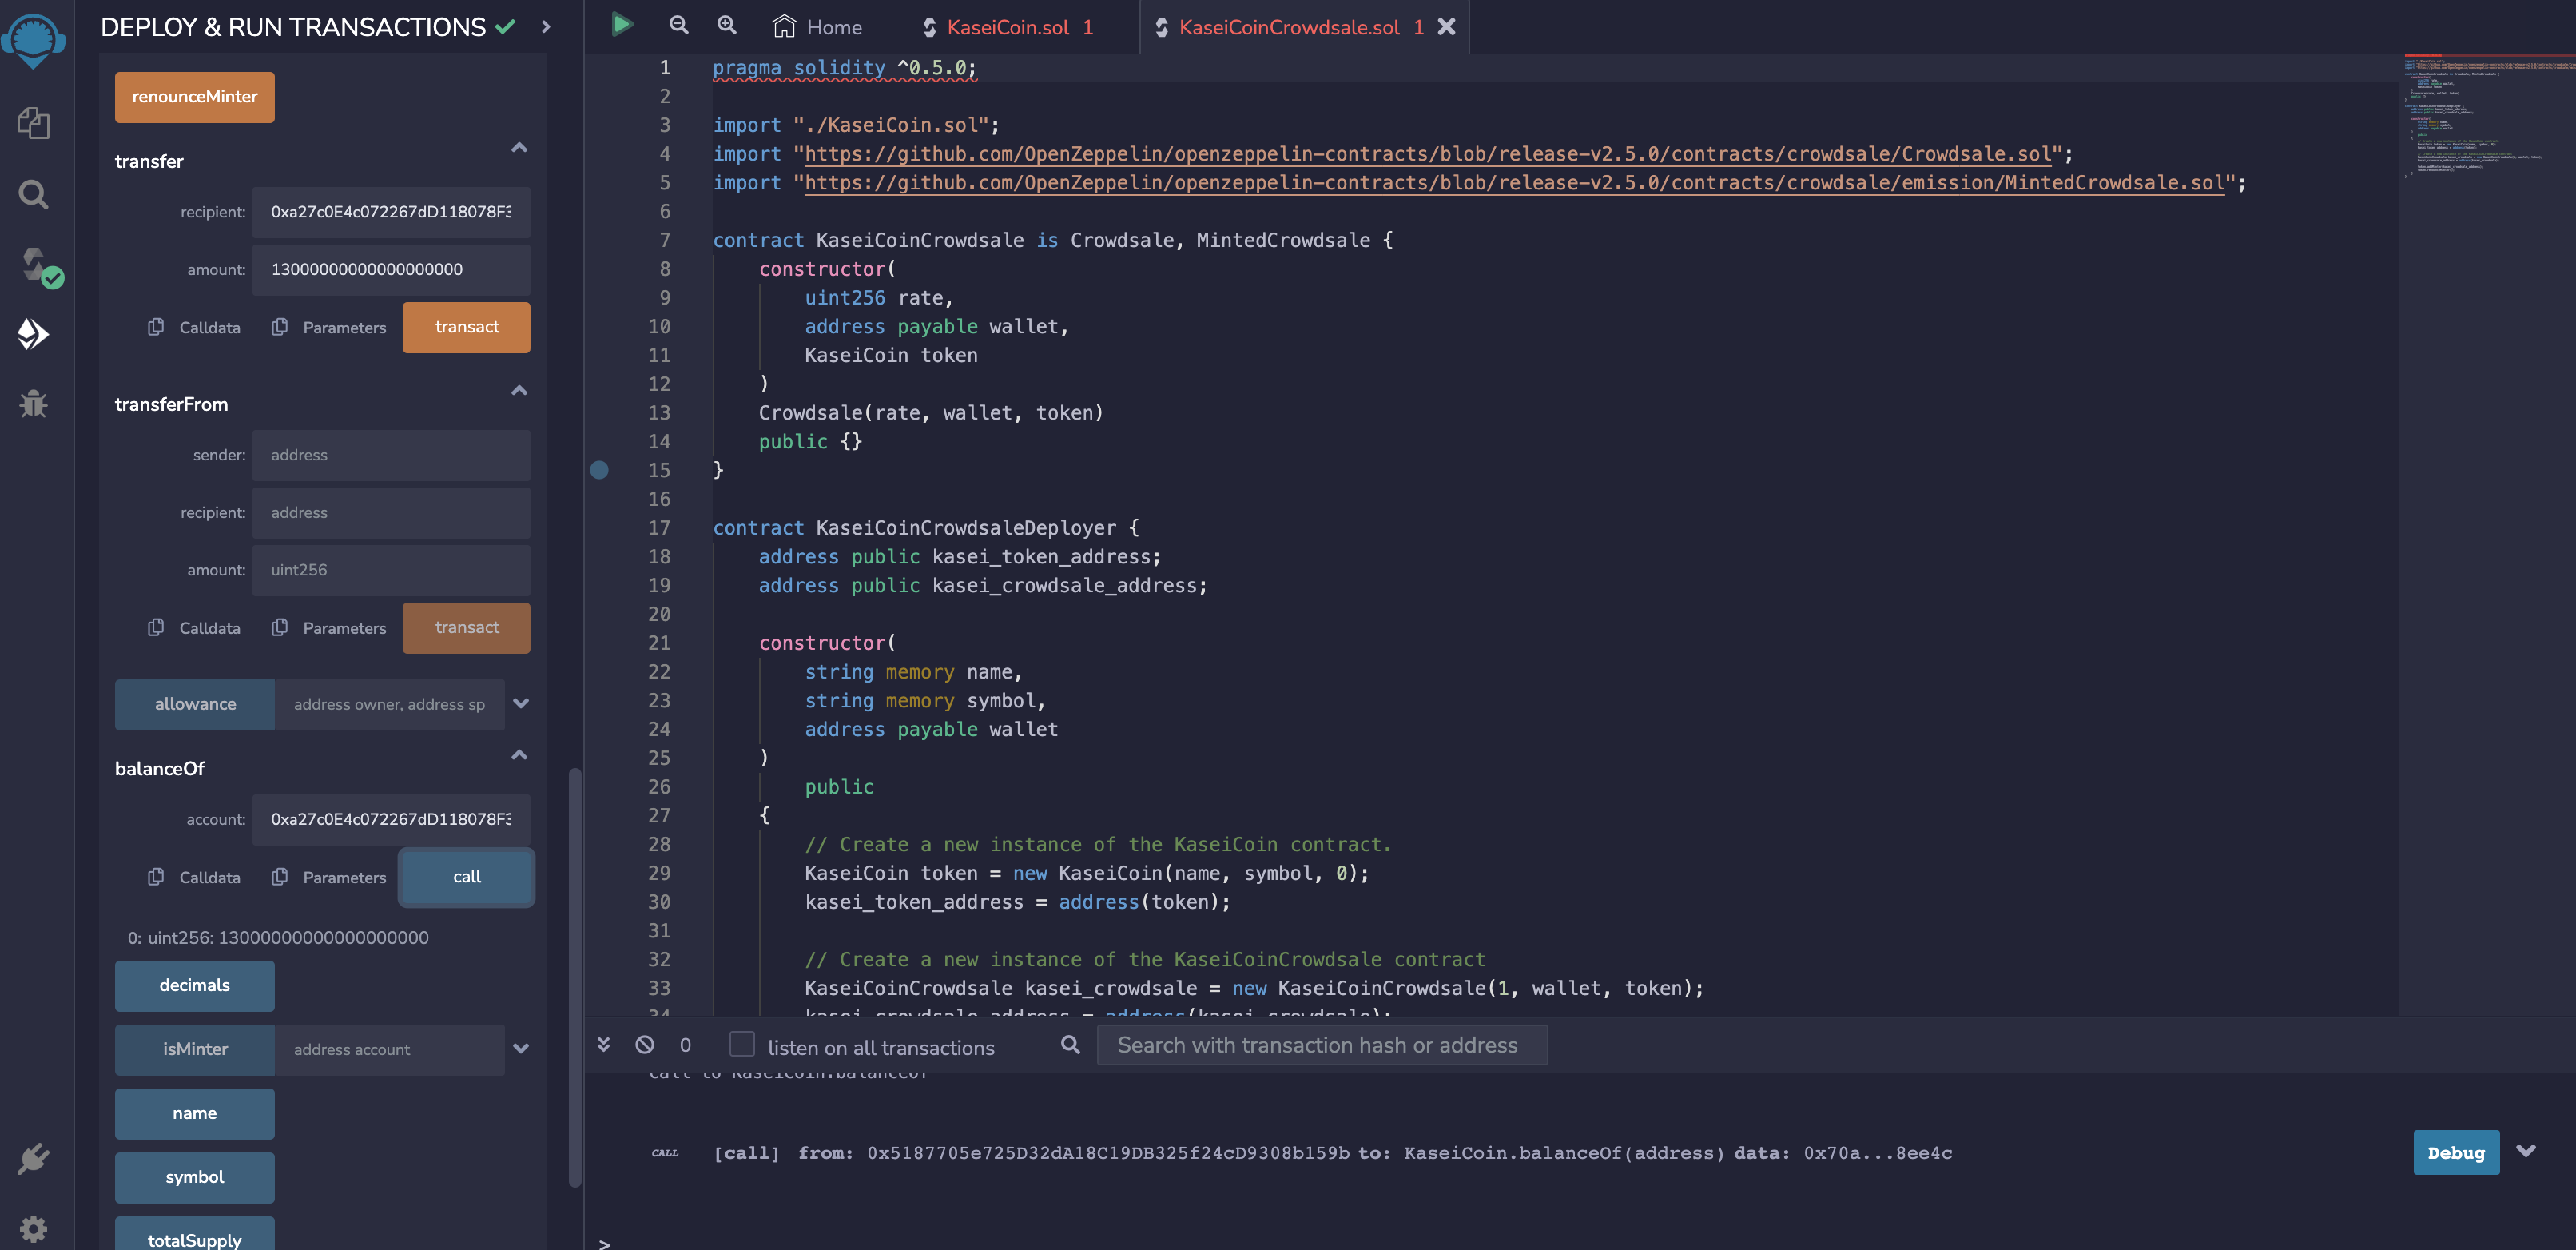 DEPLOY & RUN TRANSACTIONS
renounceMinter
transfer
recipient: 0xa27c0E4c072267dD118078F3
amount: 13000000000000000000
Calldata Parameters transact
transferFrom
sender: address
recipient: address
amount: uint256
Calldata Parameters transact
allowance address owner, address sp
balanceOf
account: 0xa27c0E4c072267dD118078F3
Calldata Parameters call
0: uint256: 13000000000000000000
decimals
isMinter address account
name
symbol
totalSupply
Home KaseiCoin.sol 1 KaseiCoinCrowdsale.sol 1
1 pragma solidity ^0.5.0;
2
3 import "./KaseiCoin.sol";
4 import "https://github.com/OpenZeppelin/openzeppelin-contracts/blob/release-v2.5.0/contracts/crowdsale/Crowdsale.sol";
5 import "https://github.com/OpenZeppelin/openzeppelin-contracts/blob/release-v2.5.0/contracts/crowdsale/emission/MintedCrowdsale.sol";
6
7 contract KaseiCoinCrowdsale is Crowdsale, MintedCrowdsale {
8 constructor(
9 uint256 rate,
10 address payable wallet,
11 KaseiCoin token
12 )
13 Crowdsale(rate, wallet, token)
14 public {}
15 }
16
17 contract KaseiCoinCrowdsaleDeployer {
18 address public kasei_token_address;
19 address public kasei_crowdsale_address;
20
21 constructor(
22 string memory name,
23 string memory symbol,
24 address payable wallet
25 )
26 public
27 {
28 // Create a new instance of the KaseiCoin contract.
29 KaseiCoin token = new KaseiCoin(name, symbol, 0);
30 kasei_token_address = address(token);
31
32 // Create a new instance of the KaseiCoinCrowdsale contract
33 KaseiCoinCrowdsale kasei_crowdsale = new KaseiCoinCrowdsale(1, wallet, token);
34 kasei_crowdsale_address = address(kasei_crowdsale);
0 listen on all transactions Search with transaction hash or address
call to KaseiCoin.balanceOf
CALL [call] from: 0x5187705e725D32dA18C19DB325f24cD9308b159b to: KaseiCoin.balanceOf(address) data: 0x70a...8ee4c Debug
>